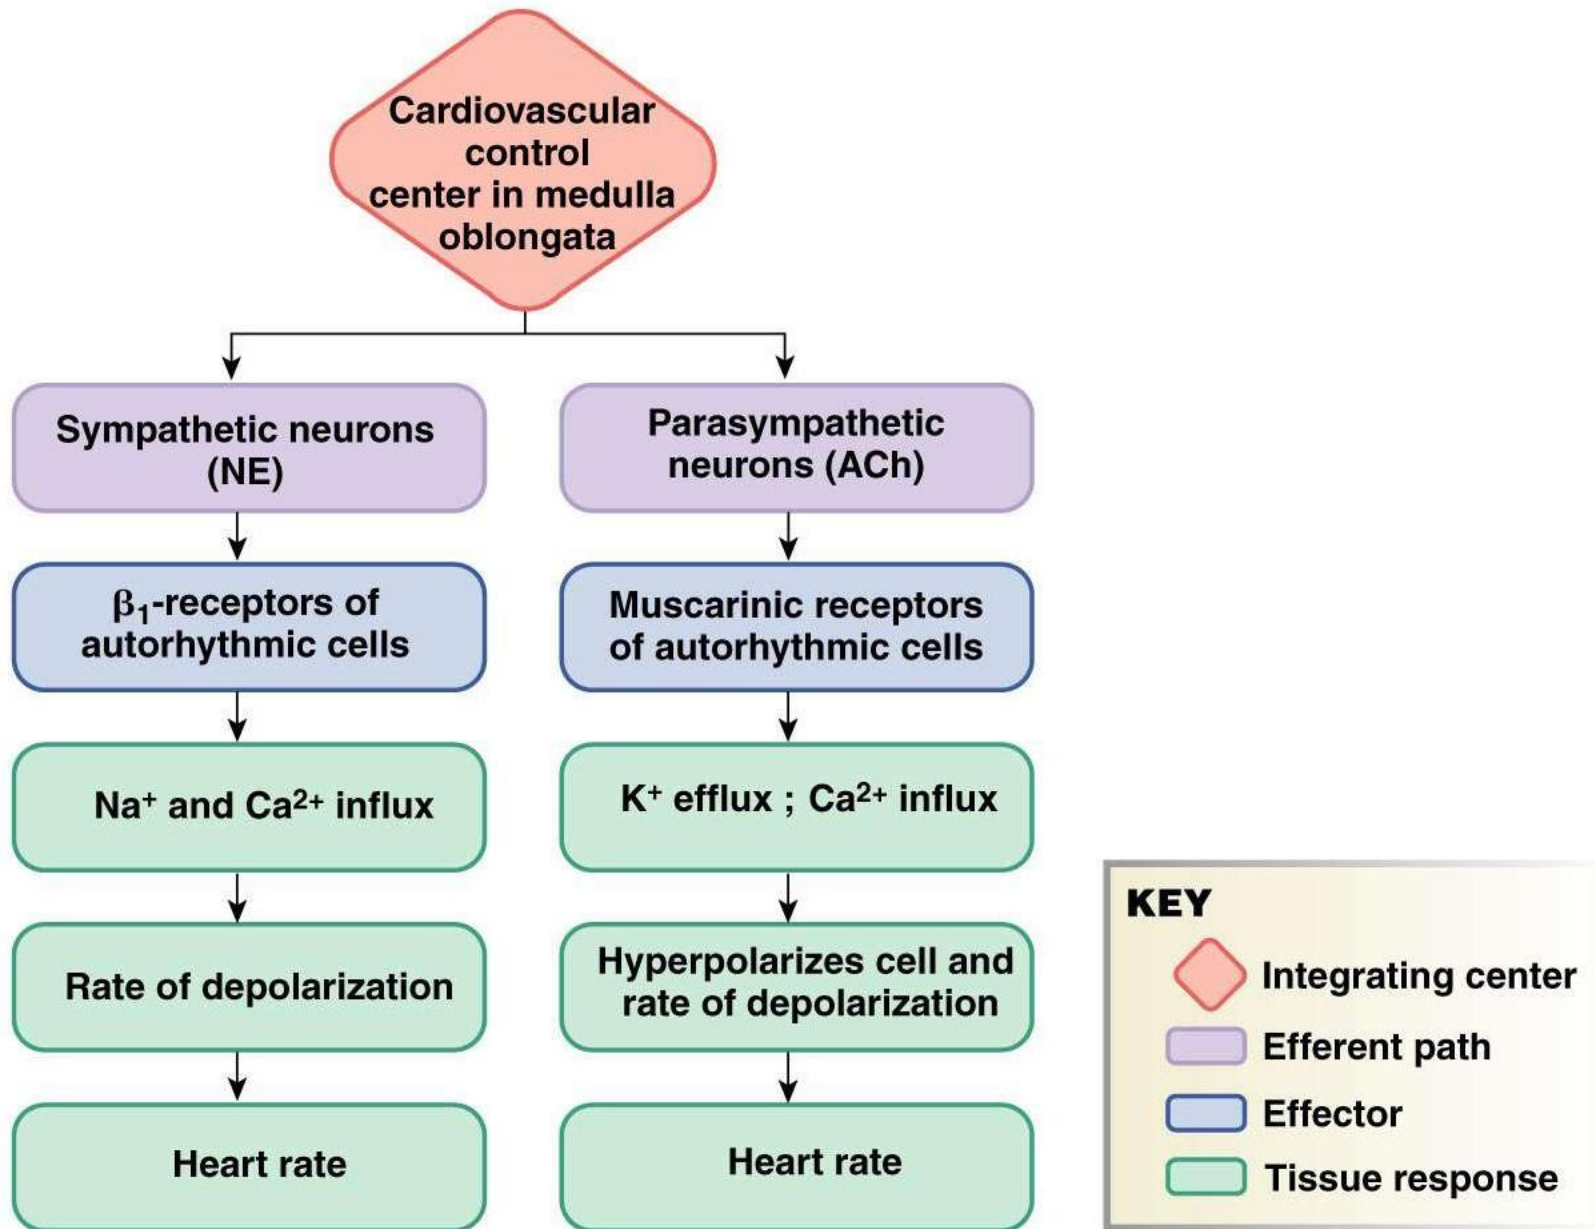 Cardiovascular
control
center in medulla
oblongata
Sympathetic neurons
(NE)
Parasympathetic
neurons (ACh)
β₁-receptors of
autorhythmic cells
Muscarinic receptors
of autorhythmic cells
Na⁺ and Ca²⁺ influx
K⁺ efflux ; Ca²⁺ influx
Rate of depolarization
Hyperpolarizes cell and
rate of depolarization
Heart rate
Heart rate
KEY
Integrating center
Efferent path
Effector
Tissue response